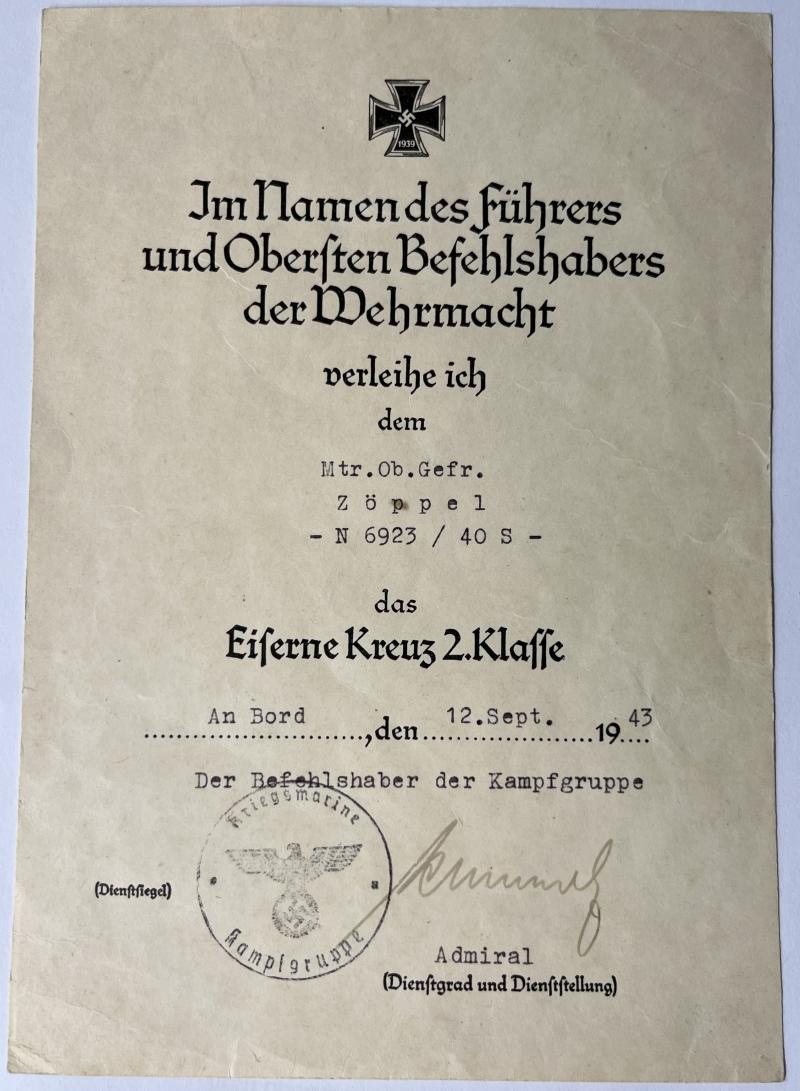 1939
Im Namen des Führers
und Obersten Befehlshabers
der Wehrmacht
verleihe ich
dem
Mtr.Ob.Gefr.
Z ö p p e l
- N 6923 / 40 S -
das
Eiserne Kreuz 2.Klasse
An Bord, den 12.Sept. 1943
Der Befehlshaber der Kampfgruppe
Kriegsmarine
(Dienstsiegel)
Kampfgruppe
Admiral
(Dienstgrad und Dienststellung)